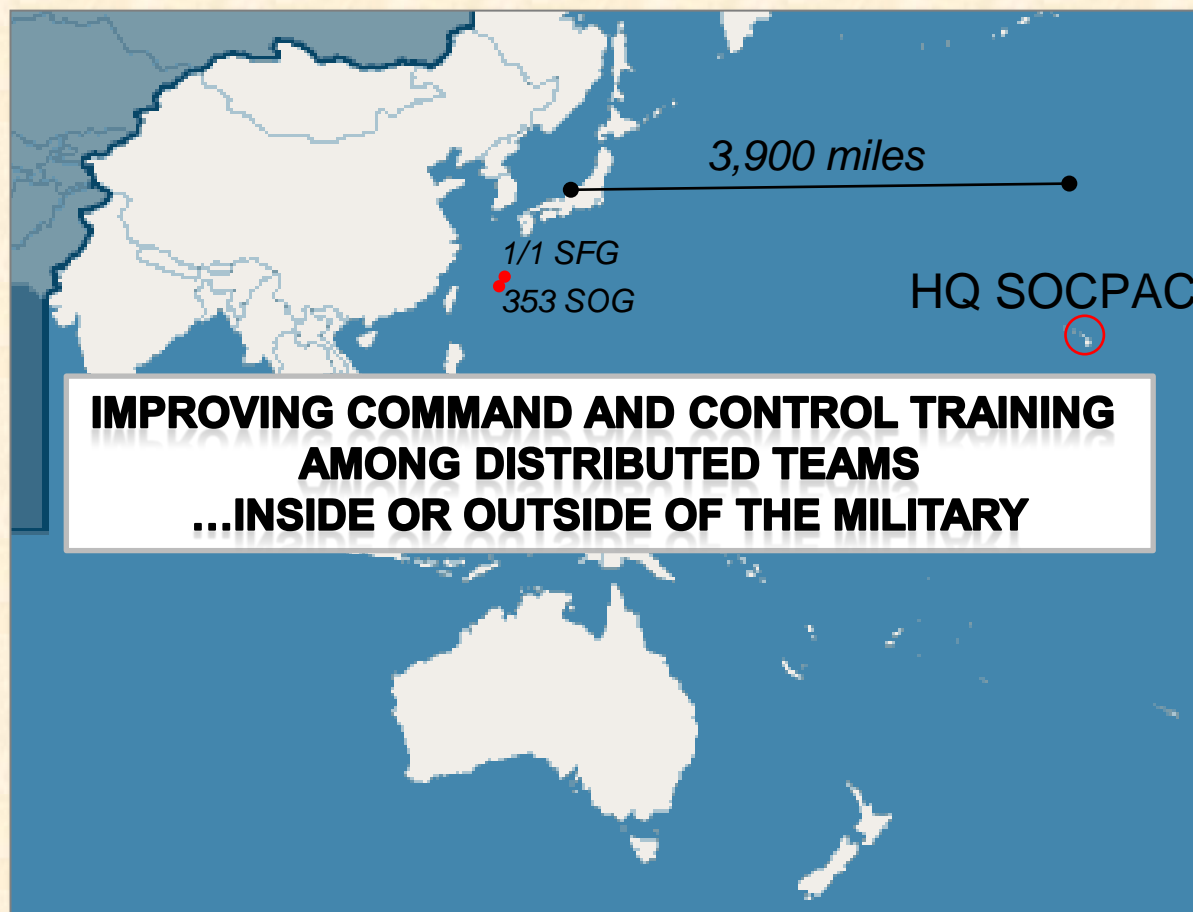 3,900 miles
1/1 SFG
353 SOG
HQ SOCPAC
IMPROVING COMMAND AND CONTROL TRAINING
AMONG DISTRIBUTED TEAMS
…INSIDE OR OUTSIDE OF THE MILITARY